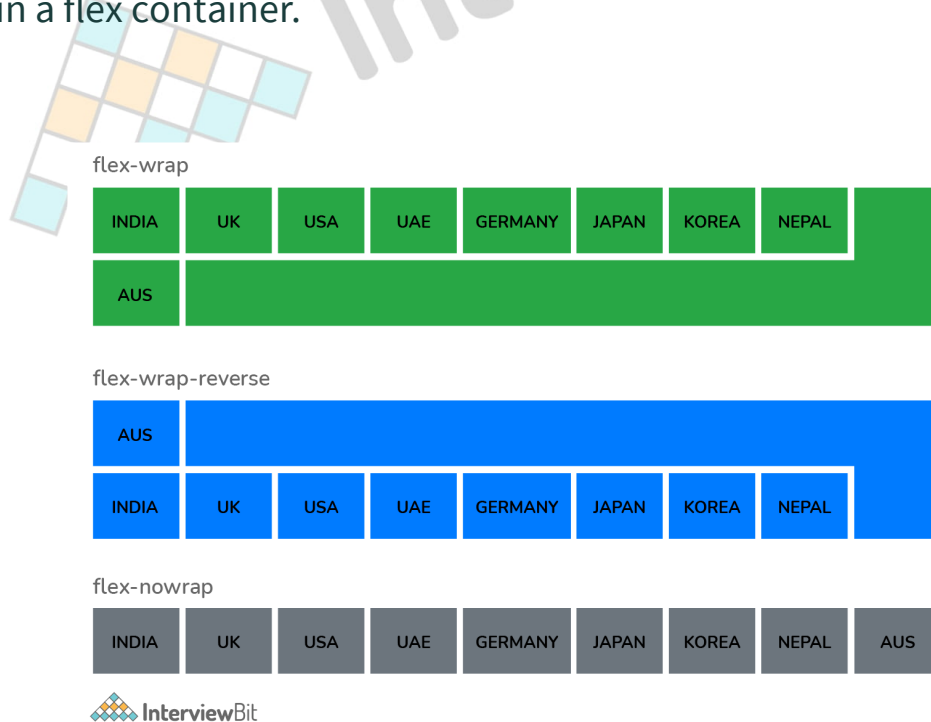 in a flex container.
flex-wrap
INDIA UK USA UAE GERMANY JAPAN KOREA NEPAL
AUS
flex-wrap-reverse
AUS
INDIA UK USA UAE GERMANY JAPAN KOREA NEPAL
flex-nowrap
INDIA UK USA UAE GERMANY JAPAN KOREA NEPAL AUS
InterviewBit